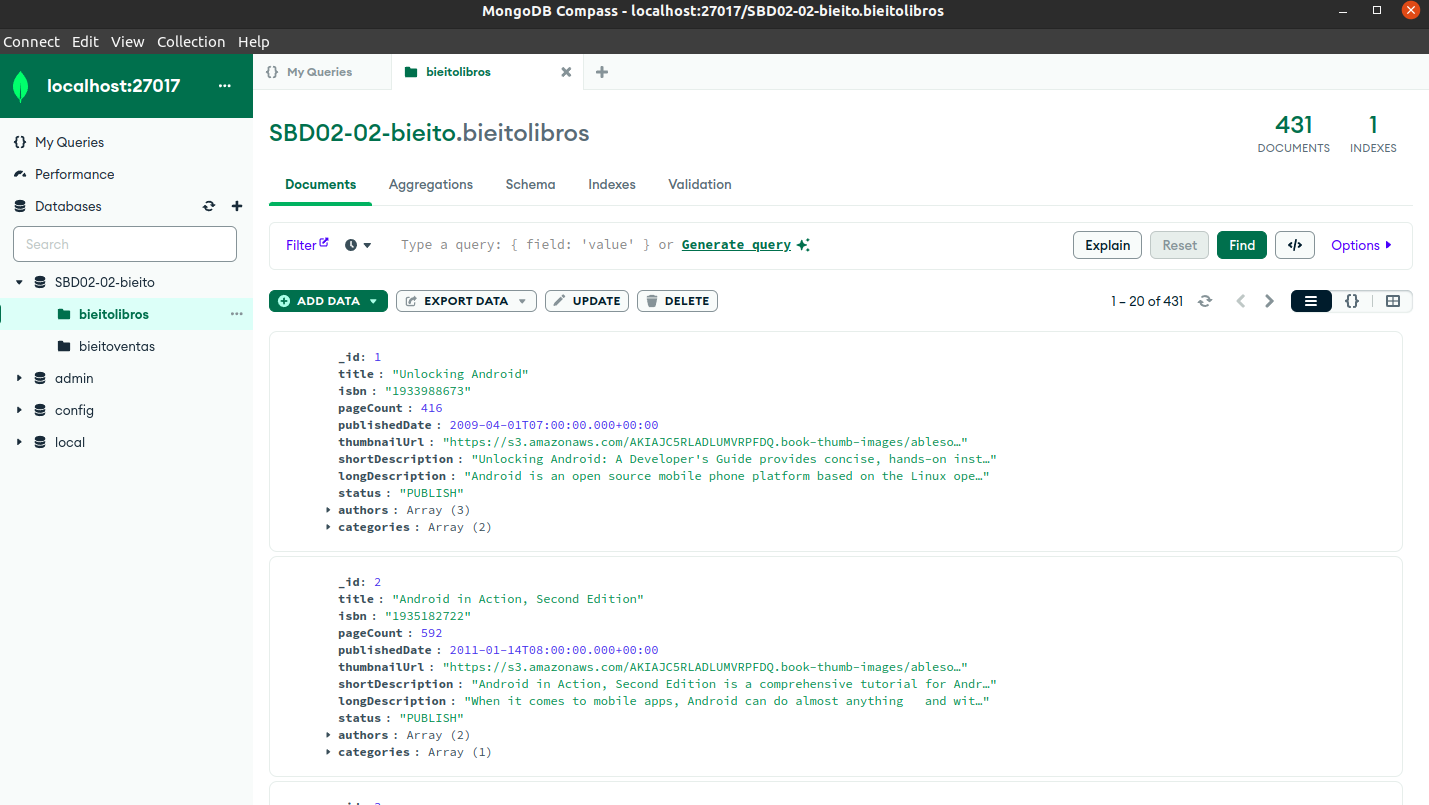 MongoDB Compass - localhost:27017/SBD02-02-bieito.bieitolibros
Connect Edit View Collection Help
localhost:27017 ...
My Queries
Performance
Databases
Search
SBD02-02-bieito
bieitolibros
bieitoventas
admin
config
local
{} My Queries
bieitolibros
SBD02-02-bieito.bieitolibros
431 DOCUMENTS
1 INDEXES
Documents Aggregations Schema Indexes Validation
Filter Type a query: { field: 'value' } or Generate query Explain Reset Find </> Options
ADD DATA EXPORT DATA UPDATE DELETE 1 – 20 of 431 {}
_id: 1
title : "Unlocking Android"
isbn : "1933988673"
pageCount : 416
publishedDate : 2009-04-01T07:00:00.000+00:00
thumbnailUrl : "https://s3.amazonaws.com/AKIAJC5RLADLUMVRPFDQ.book-thumb-images/ableso…"
shortDescription : "Unlocking Android: A Developer's Guide provides concise, hands-on inst…"
longDescription : "Android is an open source mobile phone platform based on the Linux ope…"
status : "PUBLISH"
authors : Array (3)
categories : Array (2)
_id: 2
title : "Android in Action, Second Edition"
isbn : "1935182722"
pageCount : 592
publishedDate : 2011-01-14T08:00:00.000+00:00
thumbnailUrl : "https://s3.amazonaws.com/AKIAJC5RLADLUMVRPFDQ.book-thumb-images/ableso…"
shortDescription : "Android in Action, Second Edition is a comprehensive tutorial for Andr…"
longDescription : "When it comes to mobile apps, Android can do almost anything   and wit…"
status : "PUBLISH"
authors : Array (2)
categories : Array (1)